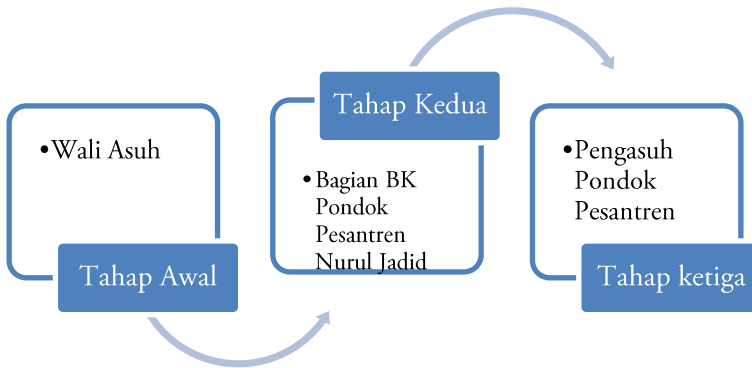 •Wali Asuh
Tahap Awal
Tahap Kedua
•Bagian BK
Pondok
Pesantren
Nurul Jadid
•Pengasuh
Pondok
Pesantren
Tahap ketiga